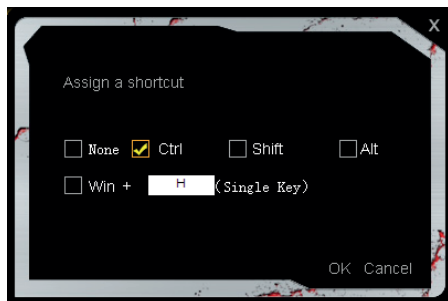 X
Assign a shortcut
None Ctrl Shift Alt
Win + H (Single Key)
OK Cancel